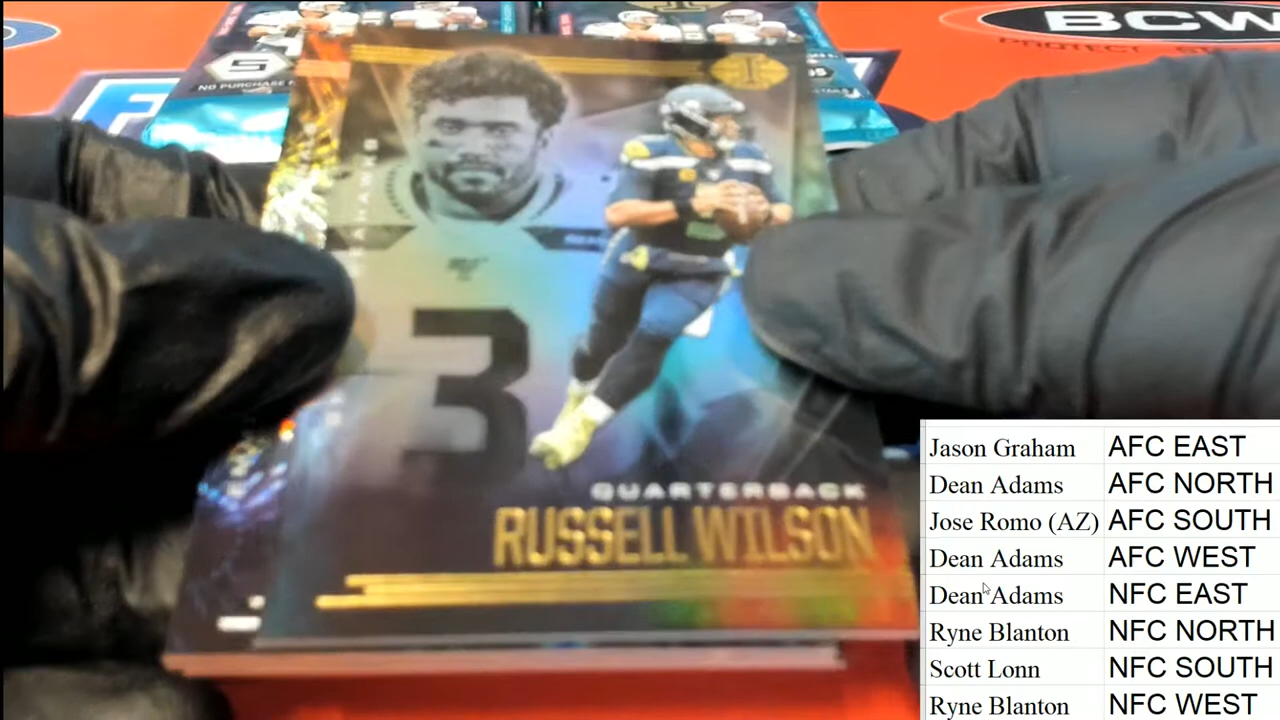 BCW
NO PURCHASE
3
QUARTERBACK
RUSSELL WILSON
Jason Graham AFC EAST
Dean Adams AFC NORTH
Jose Romo (AZ) AFC SOUTH
Dean Adams AFC WEST
Dean Adams NFC EAST
Ryne Blanton NFC NORTH
Scott Lonn NFC SOUTH
Ryne Blanton NFC WEST